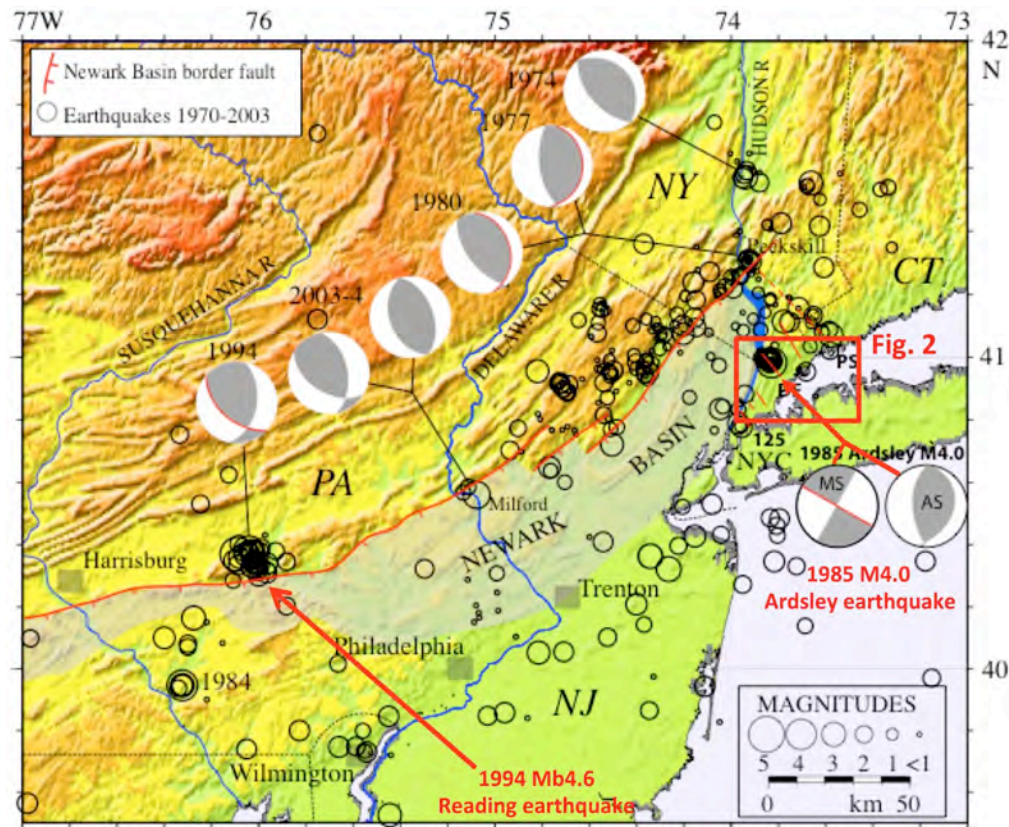 77W
76
75
74
73
42
N
Newark Basin border fault
Earthquakes 1970-2003
1974
1977
1980
2003-4
1994
HUDSON R
NY
Peekskill
CT
SUSQUEHANNA R
DELAWARE R
41
Fig. 2
PS
125
NYC
BASIN
1985 Ardsley M4.0
MS
AS
PA
Milford
NEWARK
Harrisburg
Trenton
1985 M4.0
Ardsley earthquake
Philadelphia
40
1984
NJ
MAGNITUDES
5 4 3 2 1 <1
0 km 50
Wilmington
1994 Mb4.6
Reading earthquake